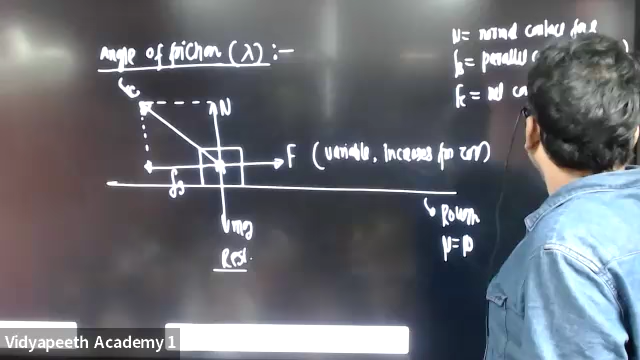 Angle of friction (λ) :-
N = normal contact force
fs = parallel
fc = net
fc
N
F (variable, increases from zero)
fs
Rough
mg
μ = μ
Rest.
Vidyapeeth Academy 1